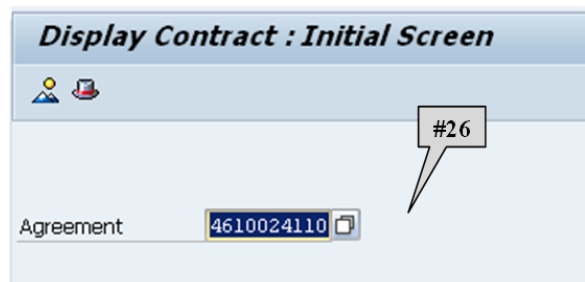 Display Contract : Initial Screen
#26
Agreement 4610024110